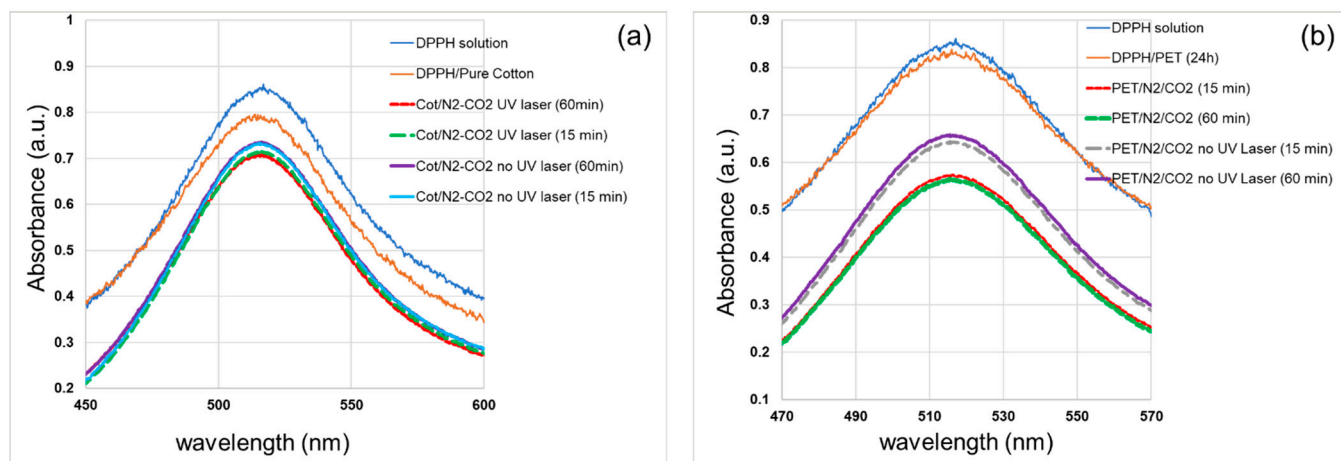 (a)
DPPH solution
DPPH/Pure Cotton
Cot/N2-CO2 UV laser (60min)
Cot/N2-CO2 UV laser (15 min)
Cot/N2-CO2 no UV laser (60min)
Cot/N2-CO2 no UV laser (15 min)
Absorbance (a.u.)
1
0.9
0.8
0.7
0.6
0.5
0.4
0.3
0.2
450
500
550
600
wavelength (nm)
(b)
DPPH solution
DPPH/PET (24h)
PET/N2/CO2 (15 min)
PET/N2/CO2 (60 min)
PET/N2/CO2 no UV Laser (15 min)
PET/N2/CO2 no UV Laser (60 min)
Absorbance (a.u.)
0.9
0.8
0.7
0.6
0.5
0.4
0.3
0.2
0.1
470
490
510
530
550
570
wavelength (nm)